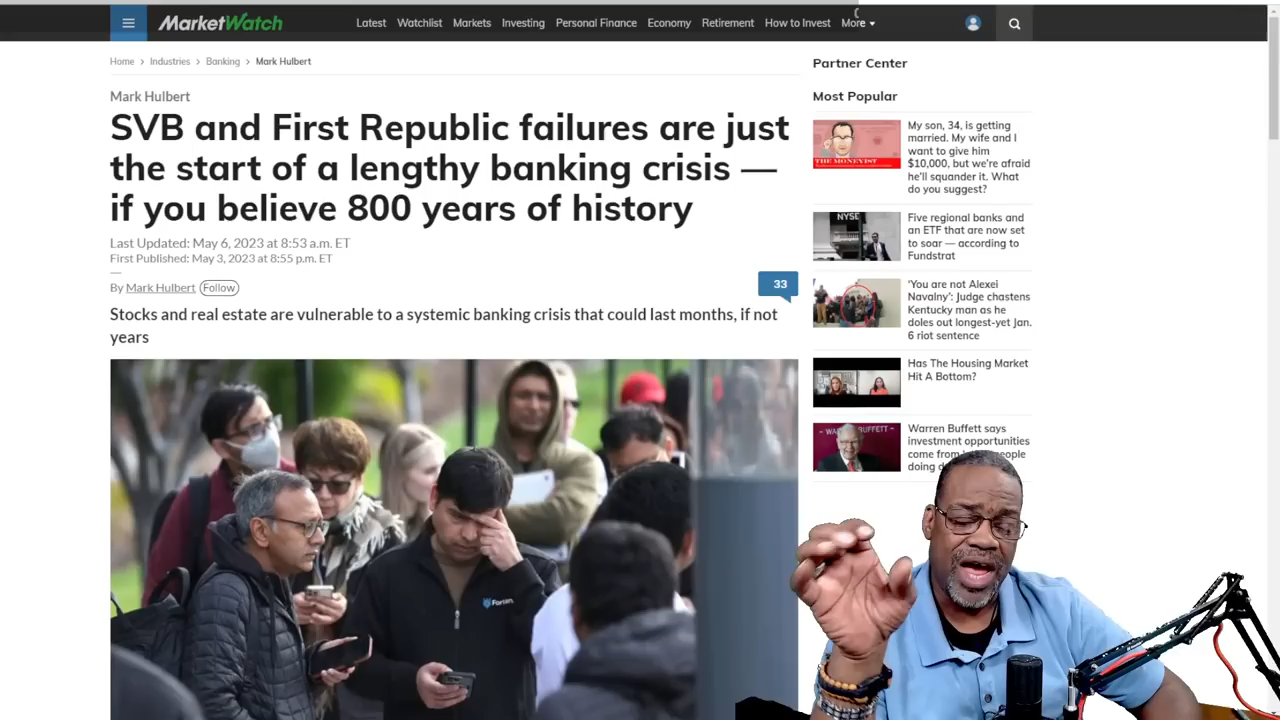 MarketWatch
Latest Watchlist Markets Investing Personal Finance Economy Retirement How to Invest More
Home > Industries > Banking > Mark Hulbert
Mark Hulbert
SVB and First Republic failures are just
the start of a lengthy banking crisis —
if you believe 800 years of history
Last Updated: May 6, 2023 at 8:53 a.m. ET
First Published: May 3, 2023 at 8:55 p.m. ET
By Mark Hulbert Follow
33
Stocks and real estate are vulnerable to a systemic banking crisis that could last months, if not
years
Partner Center
Most Popular
THE MONEYIST
My son, 34, is getting
married. My wife and I
want to give him
$10,000, but we're afraid
he'll squander it. What
do you suggest?
NYSE
Five regional banks and
an ETF that are now set
to soar — according to
Fundstrat
'You are not Alexei
Navalny': Judge chastens
Kentucky man as he
doles out longest-yet Jan.
6 riot sentence
Has The Housing Market
Hit A Bottom?
Warren Buffett says
investment opportunities
come from people
doing